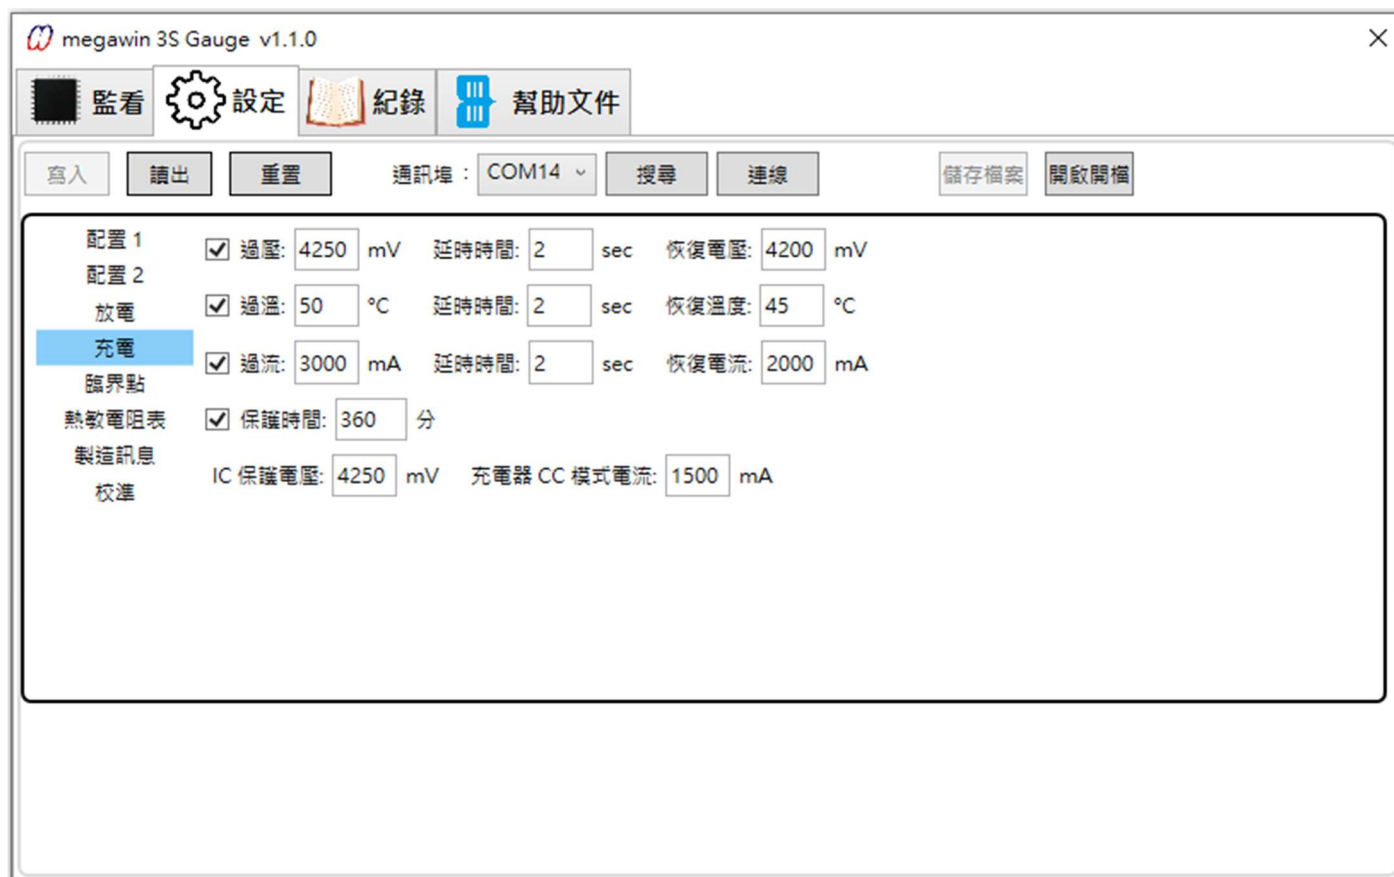 megawin 3S Gauge v1.1.0
監看 設定 紀錄 幫助文件
寫入 讀出 重置 通訊埠 : COM14 搜尋 連線 儲存檔案 開啟開檔
配置 1
配置 2
放電
充電
臨界點
熱敏電阻表
製造訊息
校準
過壓: 4250 mV 延時時間: 2 sec 恢復電壓: 4200 mV
過溫: 50 °C 延時時間: 2 sec 恢復溫度: 45 °C
過流: 3000 mA 延時時間: 2 sec 恢復電流: 2000 mA
保護時間: 360 分
IC 保護電壓: 4250 mV 充電器 CC 模式電流: 1500 mA